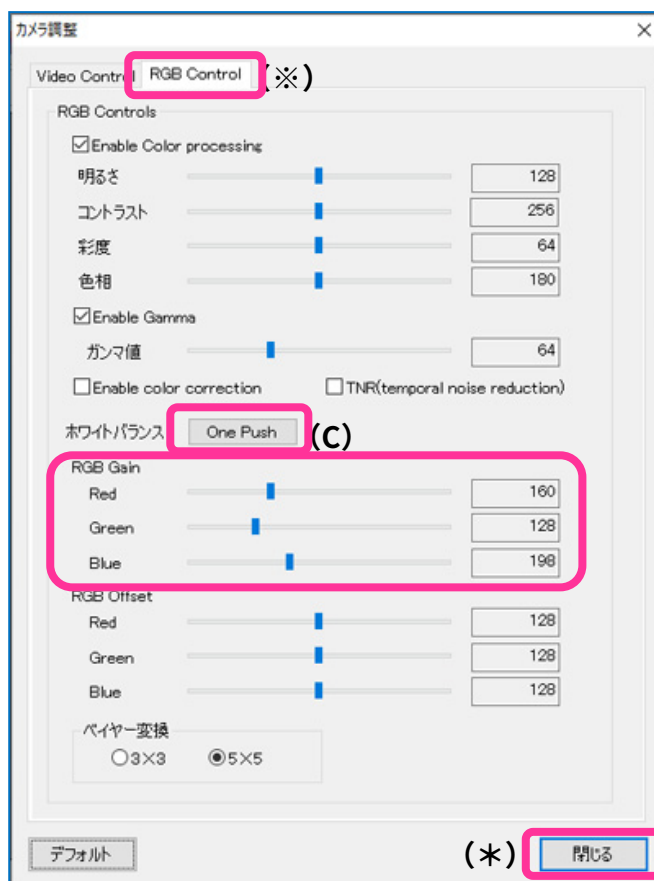 カメラ調整
Video Control RGB Control (※)
RGB Controls
Enable Color processing
明るさ 128
コントラスト 256
彩度 64
色相 180
Enable Gamma
ガンマ値 64
Enable color correction TNR(temporal noise reduction)
ホワイトバランス One Push (C)
RGB Gain
Red 160
Green 128
Blue 198
RGB Offset
Red 128
Green 128
Blue 128
ベイヤー変換
3×3 5×5
デフォルト (＊) 閉じる